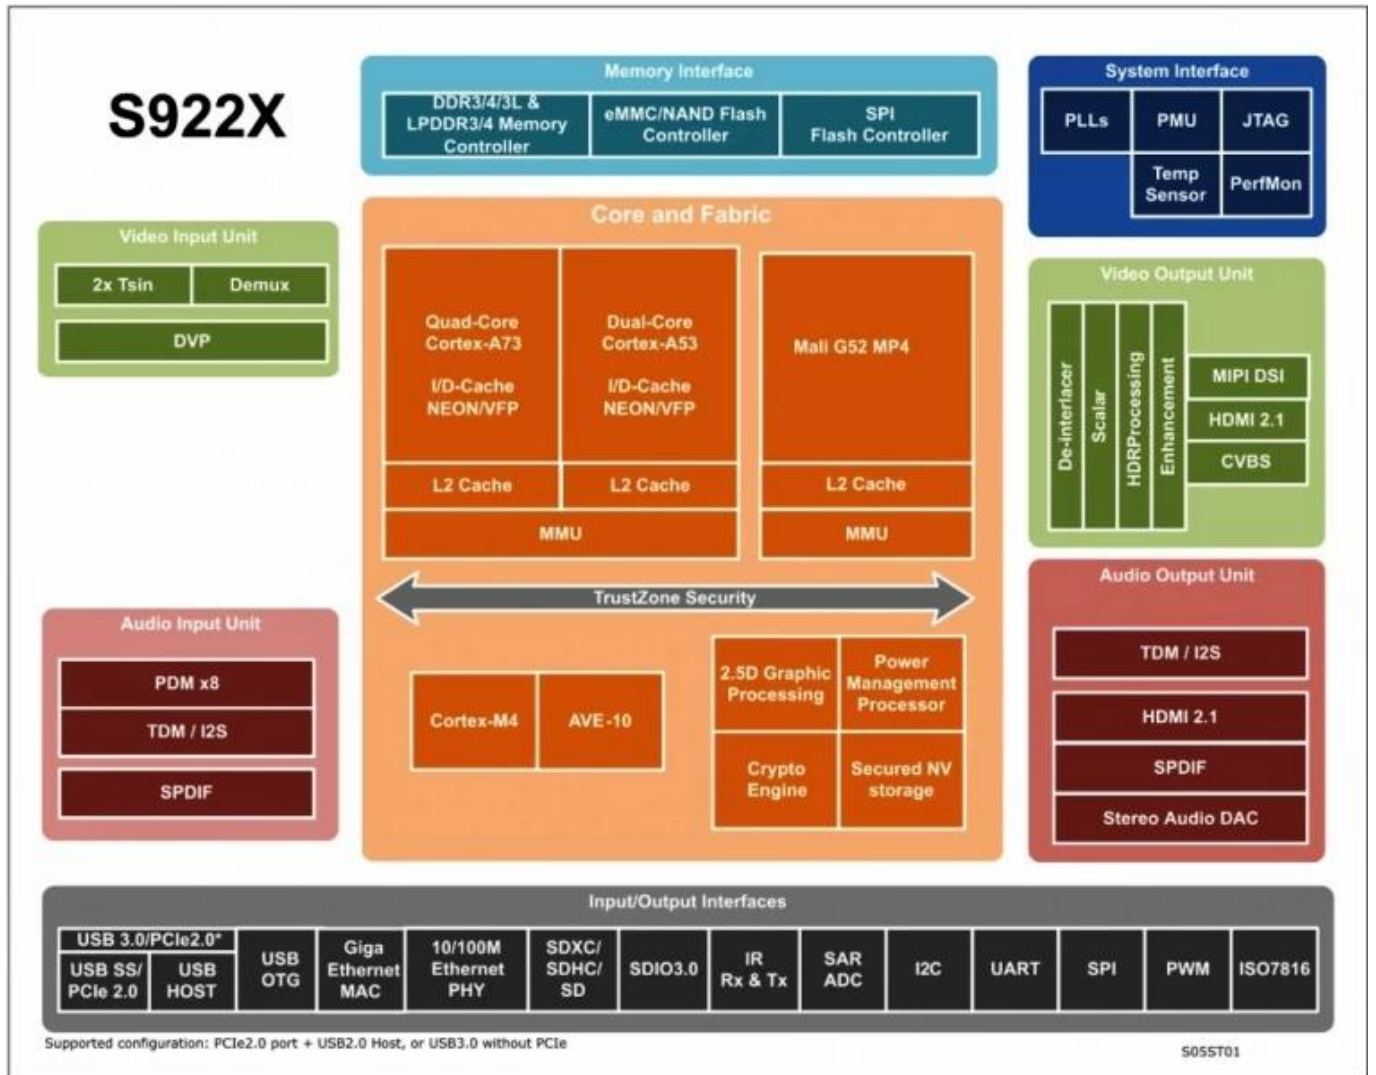 S922X
Memory Interface
DDR3/4/3L &
LPDDR3/4 Memory
Controller
eMMC/NAND Flash
Controller
SPI
Flash Controller
System Interface
PLLs
PMU
JTAG
Temp
Sensor
PerfMon
Video Input Unit
2x Tsin
Demux
DVP
Core and Fabric
Quad-Core
Cortex-A73
I/D-Cache
NEON/VFP
Dual-Core
Cortex-A53
I/D-Cache
NEON/VFP
Mali G52 MP4
L2 Cache
L2 Cache
L2 Cache
MMU
MMU
TrustZone Security
Cortex-M4
AVE-10
2.5D Graphic
Processing
Power
Management
Processor
Crypto
Engine
Secured NV
storage
Video Output Unit
De-interlacer
Scalar
HDRProcessing
Enhancement
MIPI DSI
HDMI 2.1
CVBS
Audio Input Unit
PDM x8
TDM / I2S
SPDIF
Audio Output Unit
TDM / I2S
HDMI 2.1
SPDIF
Stereo Audio DAC
Input/Output Interfaces
USB 3.0/PCIe2.0*
USB SS/
PCIe 2.0
USB
HOST
USB
OTG
Giga
Ethernet
MAC
10/100M
Ethernet
PHY
SDXC/
SDHC/
SD
SDIO3.0
IR
Rx & Tx
SAR
ADC
I2C
UART
SPI
PWM
ISO7816
Supported configuration: PCIe2.0 port + USB2.0 Host, or USB3.0 without PCIe
S05ST01